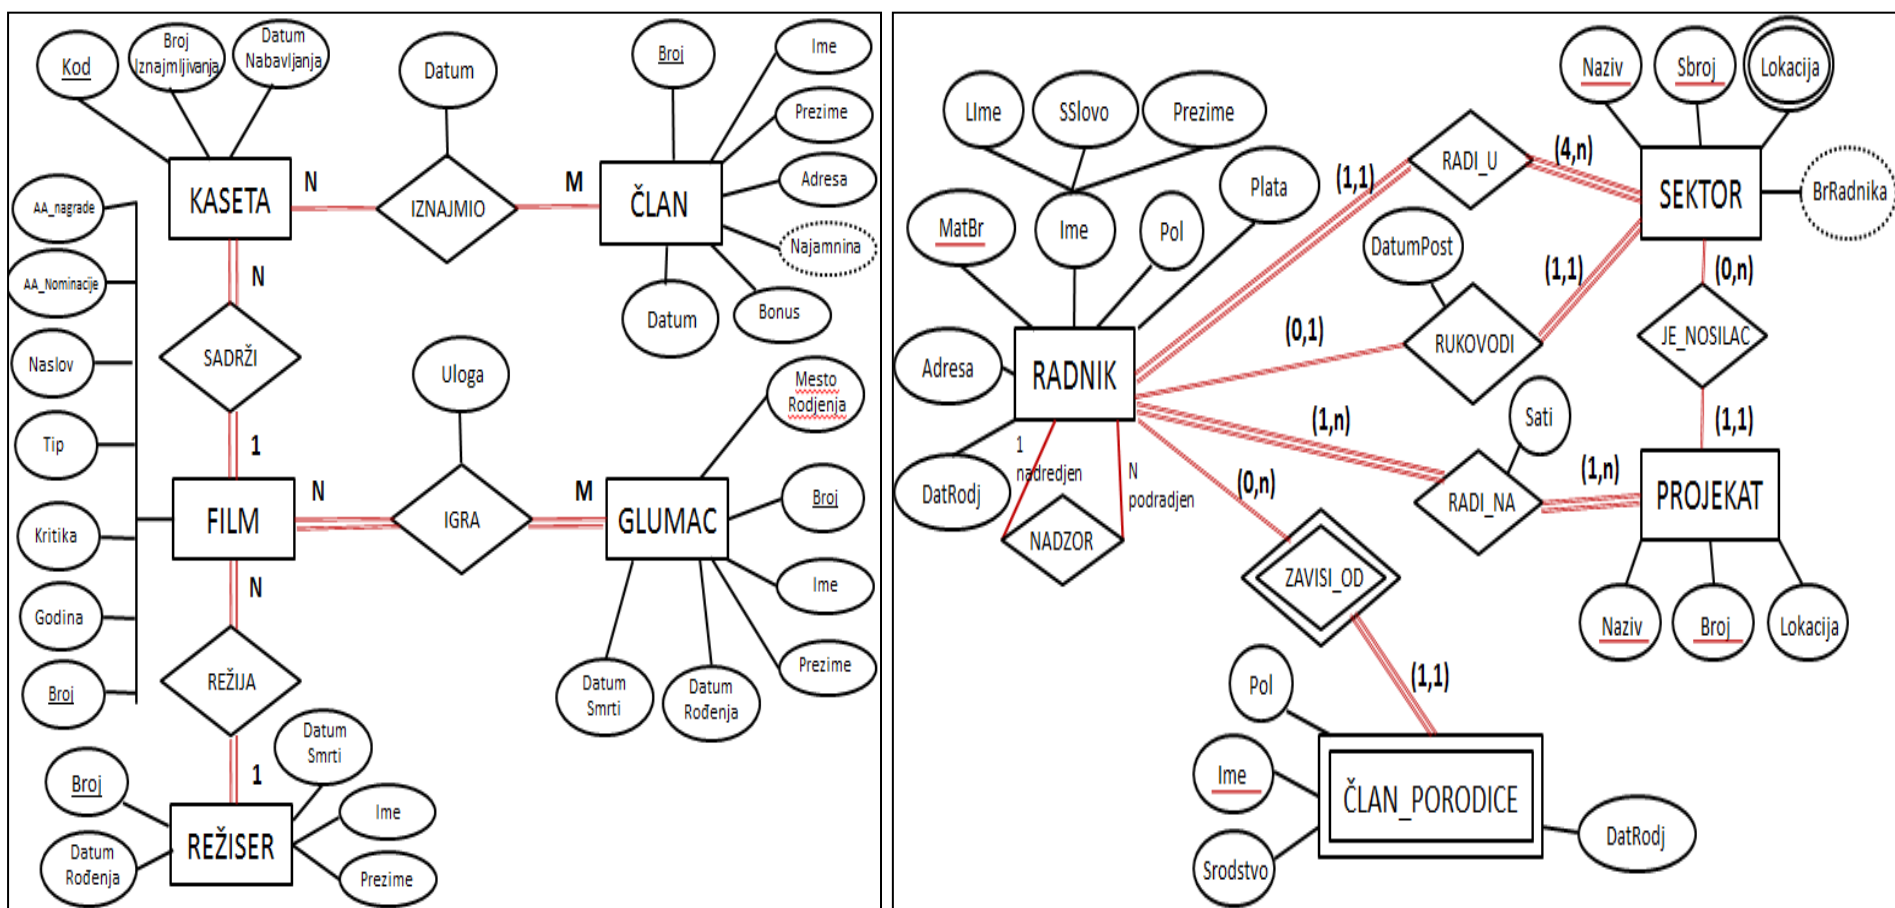 Kod
Broj
Iznajmljivanja
Datum
Nabavljanja
Datum
Broj
Ime
Prezime
Adresa
Najamnina
Bonus
Datum
KASETA
N
IZNAJMIO
M
ČLAN
AA_nagrade
AA_Nominacije
Naslov
Tip
Kritika
Godina
Broj
N
SADRŽI
1
FILM
N
IGRA
M
GLUMAC
Uloga
Mesto
Rodjenja
Broj
Ime
Prezime
Datum
Rođenja
Datum
Smrti
N
REŽIJA
1
REŽISER
Broj
Datum
Rođenja
Datum
Smrti
Ime
Prezime
LIme
SSlovo
Prezime
MatBr
Ime
Pol
Plata
Adresa
DatRodj
RADNIK
1
nadredjen
N
podradjen
NADZOR
(1,1)
RADI_U
(4,n)
Naziv
Sbroj
Lokacija
SEKTOR
BrRadnika
DatumPost
(0,1)
RUKOVODI
(1,1)
(0,n)
JE_NOSILAC
(1,1)
(1,n)
Sati
RADI_NA
(1,n)
PROJEKAT
Naziv
Broj
Lokacija
(0,n)
ZAVISI_OD
(1,1)
Pol
Ime
Srodstvo
ČLAN_PORODICE
DatRodj